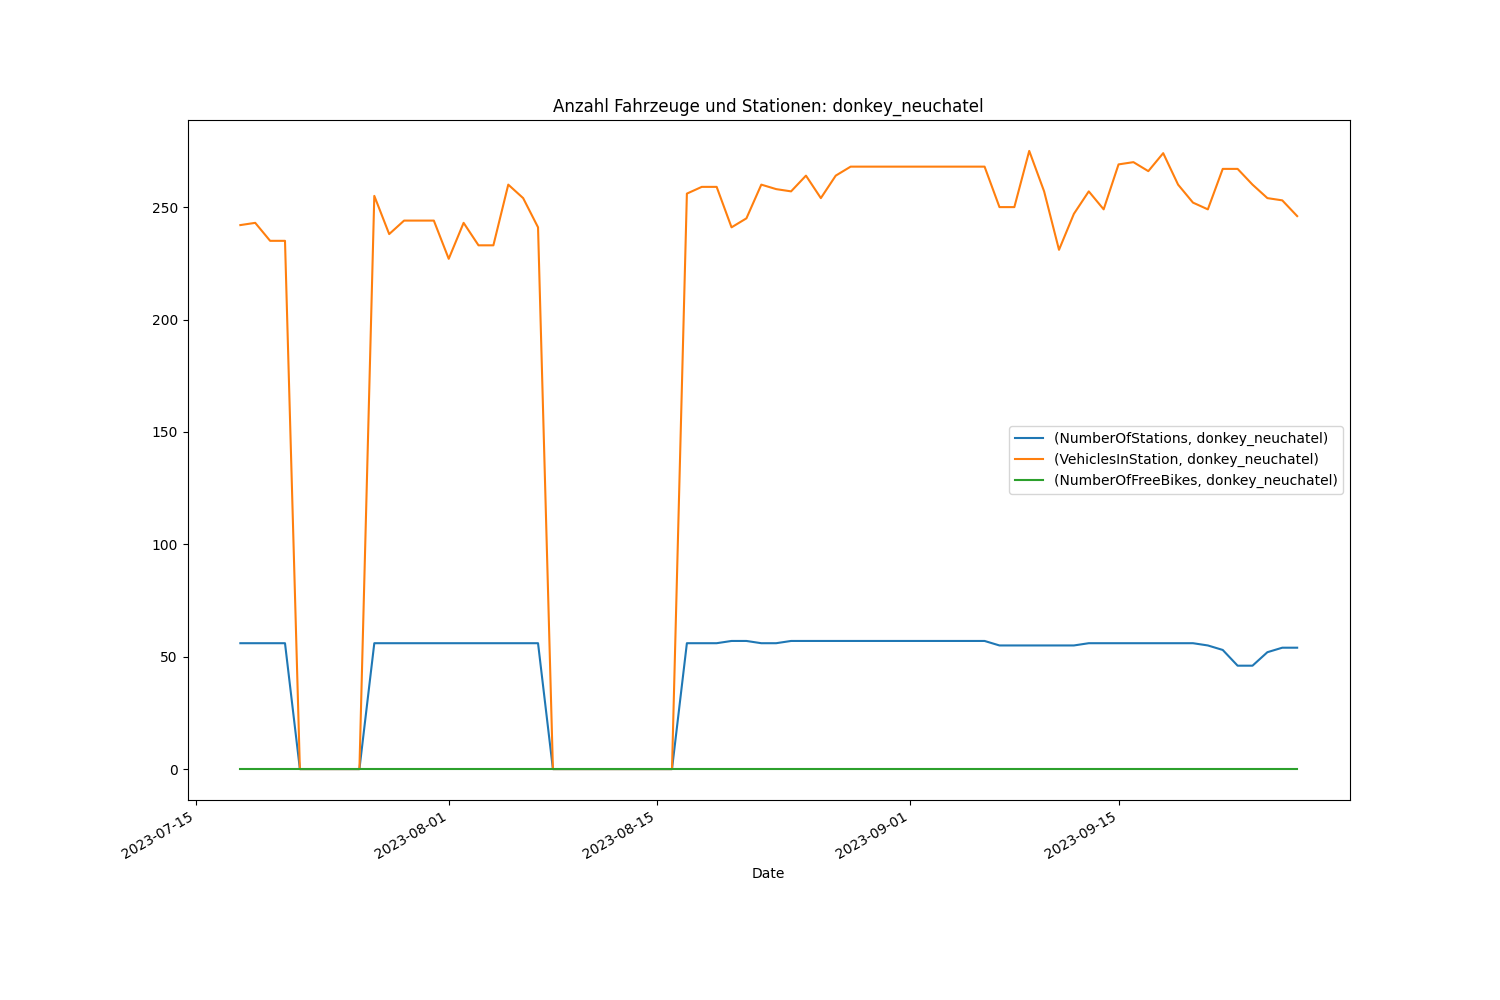 Anzahl Fahrzeuge und Stationen: donkey_neuchatel
250
200
150
100
50
0
(NumberOfStations, donkey_neuchatel)
(VehiclesInStation, donkey_neuchatel)
(NumberOfFreeBikes, donkey_neuchatel)
2023-07-15
2023-08-01
2023-08-15
2023-09-01
2023-09-15
Date